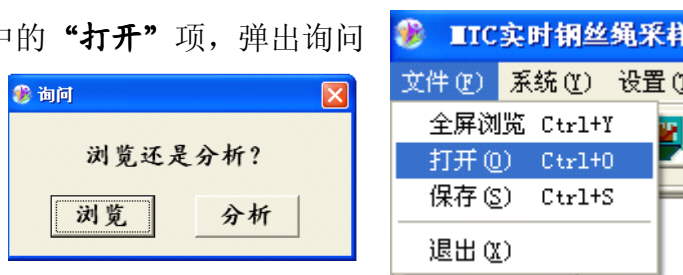 中的“打开”项，弹出询问
询问
浏览还是分析？
浏览
分析
MTC实时钢丝绳采样
文件(F) 系统(Y) 设置(
全屏浏览 Ctrl+Y
打开(O) Ctrl+O
保存(S) Ctrl+S
退出(X)